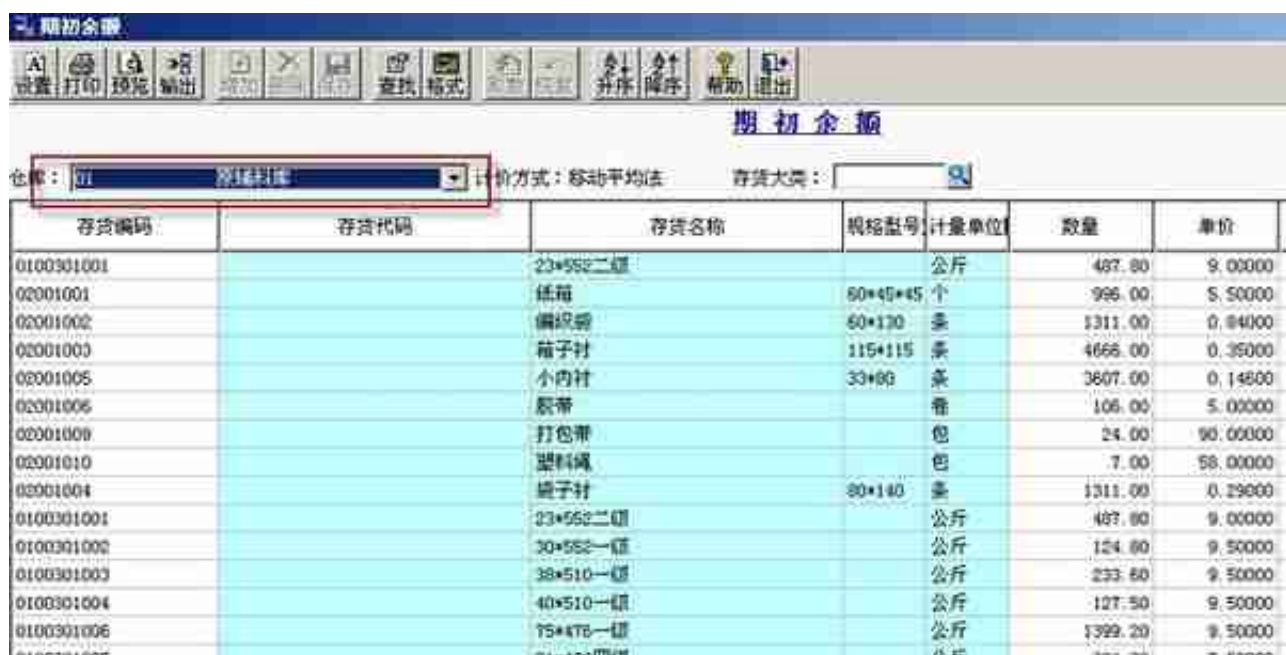 期初余额
设置 打印 预览 输出 增加 删除 保存 查找 格式 升序 降序 帮助 退出
期初余额
仓库： 01 原辅料库 计价方式：移动平均法 存货大类：
存货编码 存货代码 存货名称 规格型号 计量单位 数量 单价
0100301001 23*552二级 公斤 487.80 9.00000
02001001 纸箱 60*45*45 个 996.00 5.50000
02001002 编织袋 60*130 条 1311.00 0.84000
02001003 箱子衬 115*115 条 4666.00 0.35000
02001005 小内衬 33*80 条 3607.00 0.14600
02001006 胶带 卷 106.00 5.00000
02001009 打包带 包 24.00 90.00000
02001010 塑料绳 包 7.00 58.00000
02001004 袋子衬 80*140 条 1311.00 0.29000
0100301001 23*552二级 公斤 487.80 9.00000
0100301002 30*552一级 公斤 124.80 9.50000
0100301003 38*510一级 公斤 233.60 9.50000
0100301004 40*510一级 公斤 127.50 9.50000
0100301006 75*476一级 公斤 1399.20 9.50000